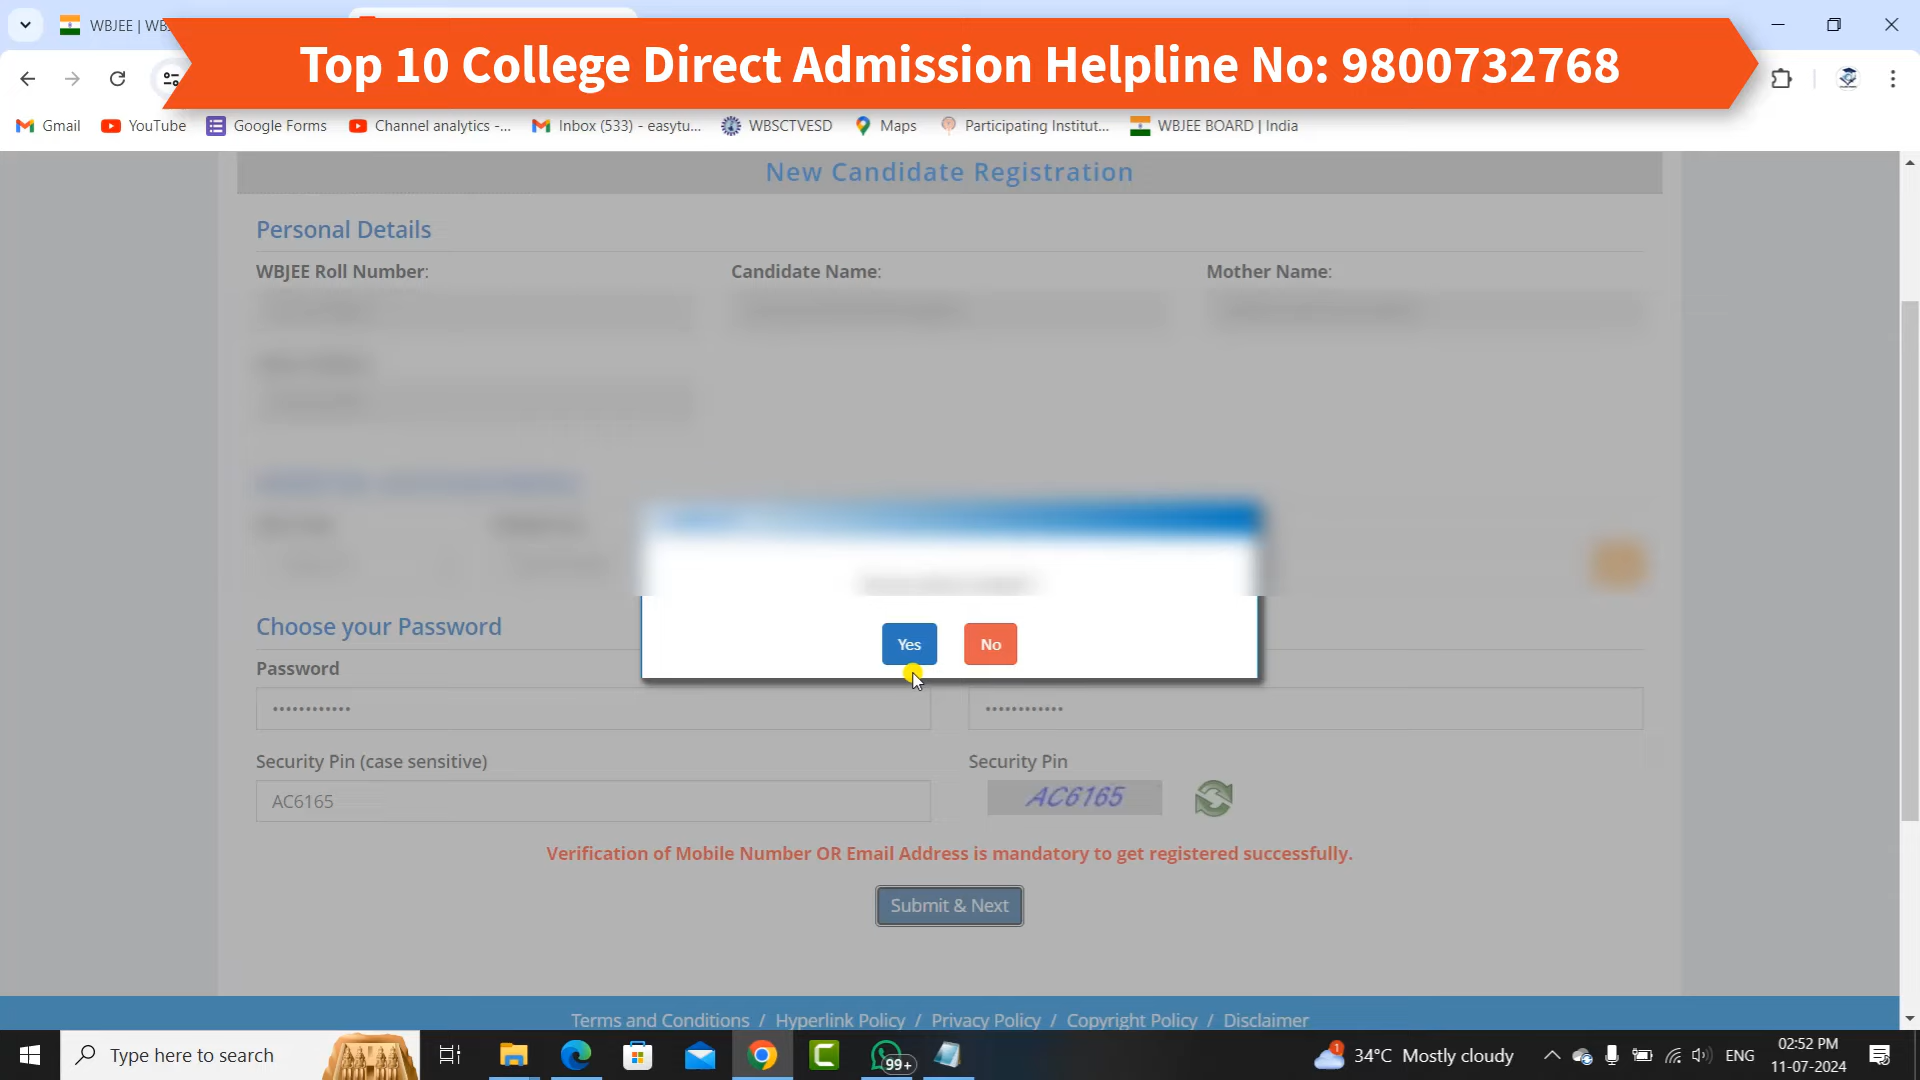 WBJEE | WB
Top 10 College Direct Admission Helpline No: 9800732768
Gmail
YouTube
Google Forms
Channel analytics -...
Inbox (533) - easytu...
WBSCTVESD
Maps
Participating Institut...
WBJEE BOARD | India
New Candidate Registration
Personal Details
WBJEE Roll Number:
Candidate Name:
Mother Name:
Yes
No
Choose your Password
Password
••••••••••••
••••••••••••
Security Pin (case sensitive)
Security Pin
AC6165
AC6165
Verification of Mobile Number OR Email Address is mandatory to get registered successfully.
Submit & Next
Terms and Conditions / Hyperlink Policy / Privacy Policy / Copyright Policy / Disclaimer
Type here to search
99+
1
34°C Mostly cloudy
ENG
02:52 PM
11-07-2024